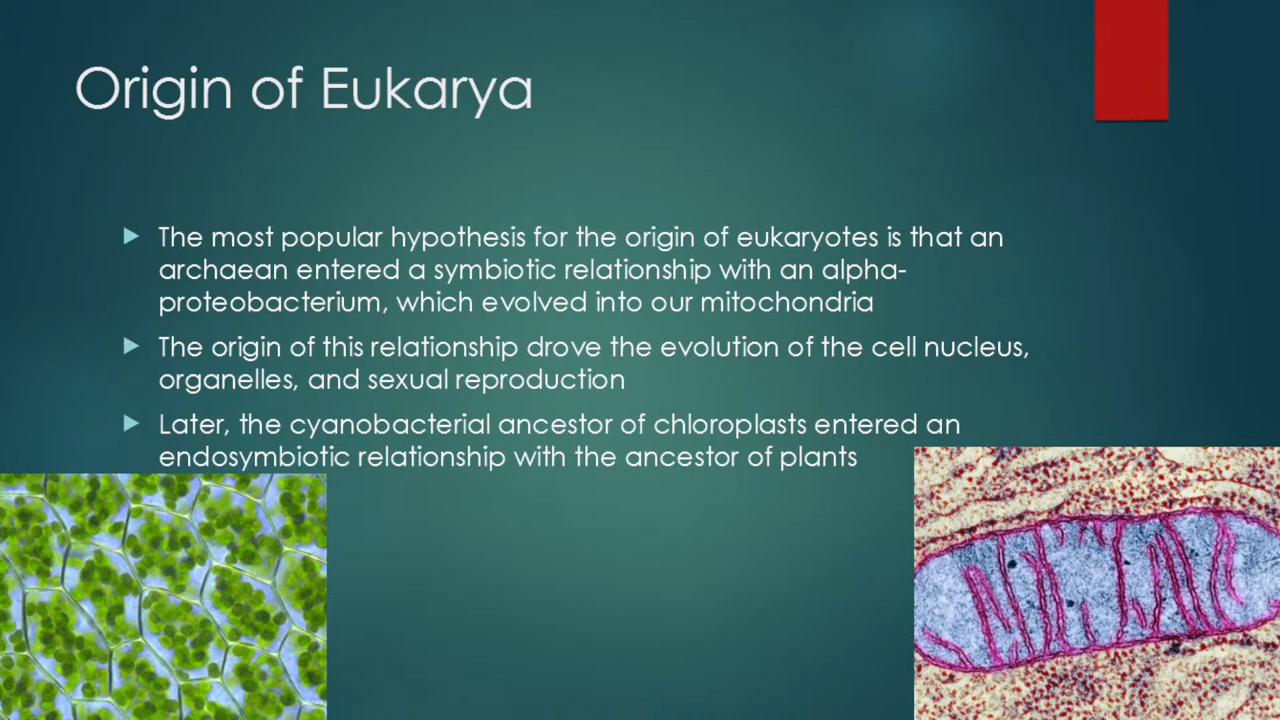 Origin of Eukarya
The most popular hypothesis for the origin of eukaryotes is that an
archaean entered a symbiotic relationship with an alpha-
proteobacterium, which evolved into our mitochondria
The origin of this relationship drove the evolution of the cell nucleus,
organelles, and sexual reproduction
Later, the cyanobacterial ancestor of chloroplasts entered an
endosymbiotic relationship with the ancestor of plants